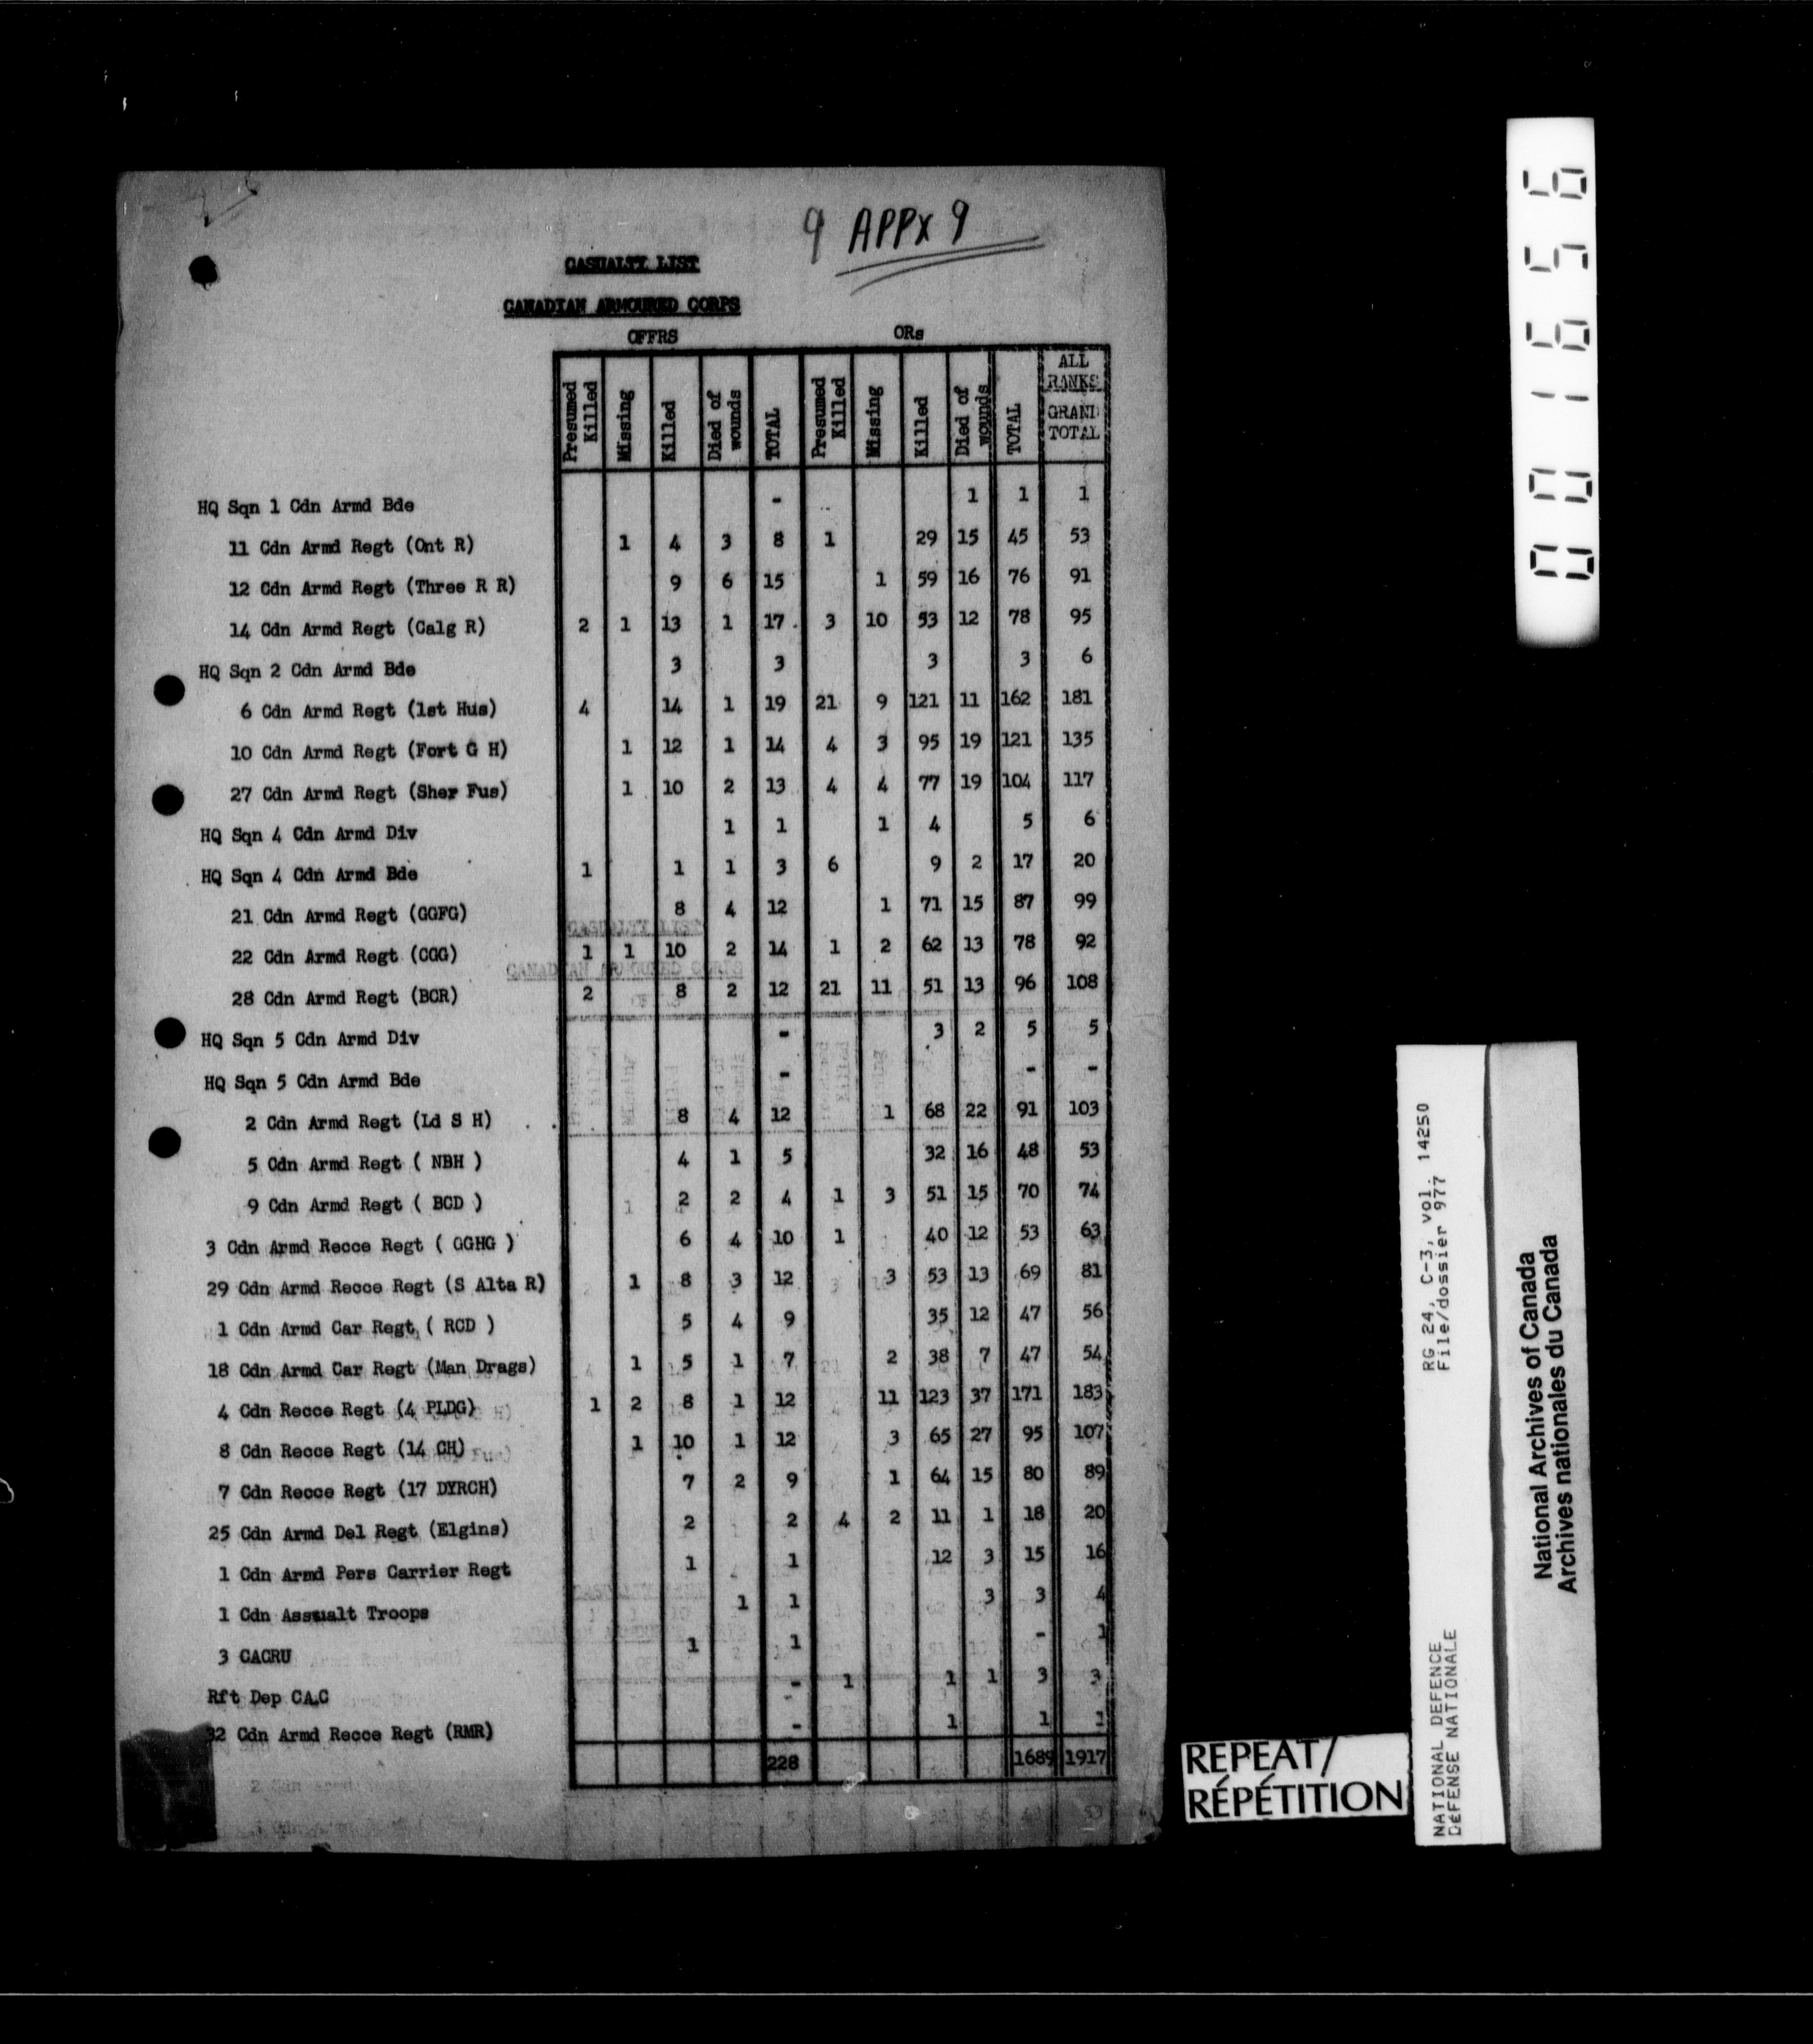 9 APPx 9
CASUALTY LIST
CANADIAN ARMOURED CORPS
OFFRS ORs
Presumed Killed Missing Killed Died of wounds TOTAL Presumed Killed Missing Killed Died of wounds TOTAL ALL RANKS GRAND TOTAL
HQ Sqn 1 Cdn Armd Bde - 1 1 1
11 Cdn Armd Regt (Ont R) 1 4 3 8 1 29 15 45 53
12 Cdn Armd Regt (Three R R) 9 6 15 1 59 16 76 91
14 Cdn Armd Regt (Calg R) 2 1 13 1 17 3 10 53 12 78 95
HQ Sqn 2 Cdn Armd Bde 3 3 3 3 6
6 Cdn Armd Regt (1st Hus) 4 14 1 19 21 9 121 11 162 181
10 Cdn Armd Regt (Fort G H) 1 12 1 14 4 3 95 19 121 135
27 Cdn Armd Regt (Sher Fus) 1 10 2 13 4 4 77 19 104 117
HQ Sqn 4 Cdn Armd Div 1 1 1 4 5 6
HQ Sqn 4 Cdn Armd Bde 1 1 1 3 6 9 2 17 20
21 Cdn Armd Regt (GGFG) 8 4 12 1 71 15 87 99
22 Cdn Armd Regt (CGG) 1 1 10 2 14 1 2 62 13 78 92
28 Cdn Armd Regt (BCR) 2 8 2 12 21 11 51 13 96 108
HQ Sqn 5 Cdn Armd Div - 3 2 5 5
HQ Sqn 5 Cdn Armd Bde - - -
2 Cdn Armd Regt (Ld S H) 8 4 12 1 68 22 91 103
5 Cdn Armd Regt ( NBH ) 4 1 5 32 16 48 53
9 Cdn Armd Regt ( BCD ) 2 2 4 1 3 51 15 70 74
3 Cdn Armd Recce Regt ( GGHG ) 6 4 10 1 40 12 53 63
29 Cdn Armd Recce Regt (S Alta R) 1 8 3 12 3 53 13 69 81
1 Cdn Armd Car Regt ( RCD ) 5 4 9 35 12 47 56
18 Cdn Armd Car Regt (Man Drags) 1 5 1 7 2 38 7 47 54
4 Cdn Recce Regt (4 PLDG) 1 2 8 1 12 11 123 37 171 183
8 Cdn Recce Regt (14 CH) 1 10 1 12 3 65 27 95 107
7 Cdn Recce Regt (17 DYRCH) 7 2 9 1 64 15 80 89
25 Cdn Armd Del Regt (Elgins) 2 2 4 2 11 1 18 20
1 Cdn Armd Pers Carrier Regt 1 1 12 3 15 16
1 Cdn Assualt Troops 1 1 3 3 4
3 CACRU 1 1 - 1
Rft Dep CA.C - 1 1 1 3 3
32 Cdn Armd Recce Regt (RMR) - 1 1 1
228 1689 1917
REPEAT/
RÉPÉTITION
0 0 1 6 5 6
RG 24, C-3, vol. 14250
File/dossier 977
NATIONAL DEFENCE
DÉFENSE NATIONALE
National Archives of Canada
Archives nationales du Canada